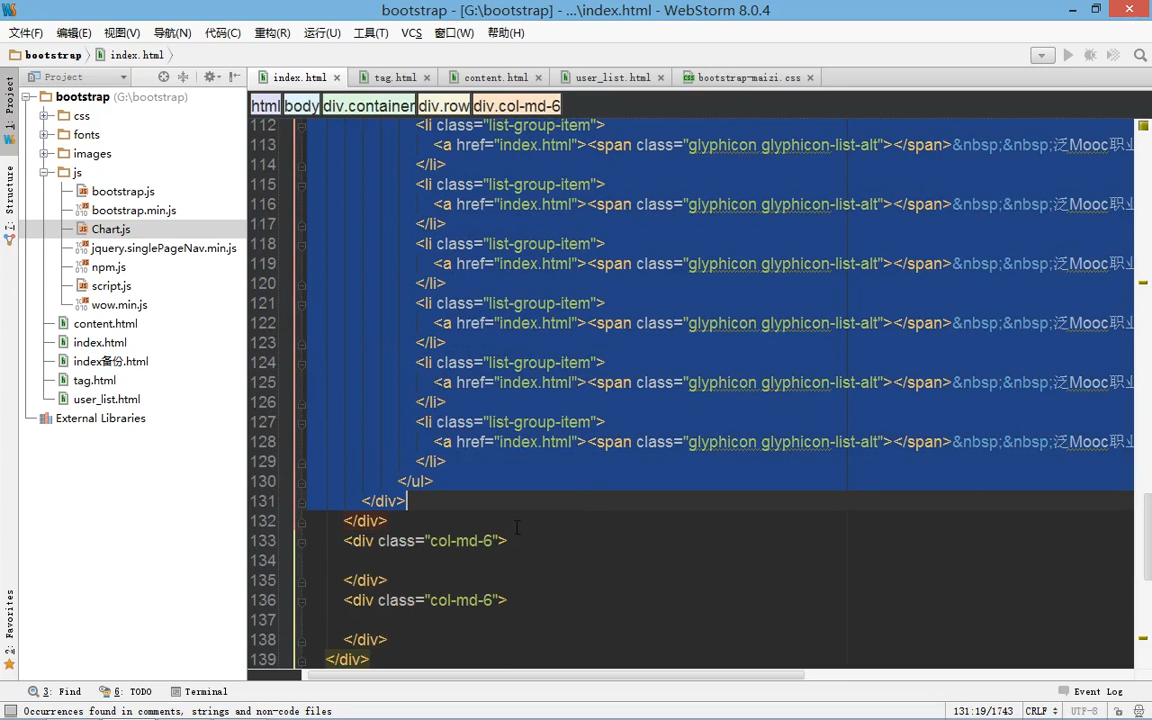 bootstrap - [G:\bootstrap] - ...\index.html - WebStorm 8.0.4
文件(F) 编辑(E) 视图(V) 导航(N) 代码(C) 重构(R) 运行(U) 工具(T) VCS 窗口(W) 帮助(H)
bootstrap index.html
Project
index.html tag.html content.html user_list.html bootstrap-maizi.css
html body div.container div.row div.col-md-6
1: Project
7: Structure
2: Favorites
bootstrap (G:\bootstrap)
css
fonts
images
js
bootstrap.js
bootstrap.min.js
Chart.js
jquery.singlePageNav.min.js
npm.js
script.js
wow.min.js
content.html
index.html
index备份.html
tag.html
user_list.html
External Libraries
112 <li class="list-group-item">
113 <a href="index.html"><span class="glyphicon glyphicon-list-alt"></span>&nbsp;&nbsp;泛Mooc职
114 </li>
115 <li class="list-group-item">
116 <a href="index.html"><span class="glyphicon glyphicon-list-alt"></span>&nbsp;&nbsp;泛Mooc职
117 </li>
118 <li class="list-group-item">
119 <a href="index.html"><span class="glyphicon glyphicon-list-alt"></span>&nbsp;&nbsp;泛Mooc职
120 </li>
121 <li class="list-group-item">
122 <a href="index.html"><span class="glyphicon glyphicon-list-alt"></span>&nbsp;&nbsp;泛Mooc职
123 </li>
124 <li class="list-group-item">
125 <a href="index.html"><span class="glyphicon glyphicon-list-alt"></span>&nbsp;&nbsp;泛Mooc职
126 </li>
127 <li class="list-group-item">
128 <a href="index.html"><span class="glyphicon glyphicon-list-alt"></span>&nbsp;&nbsp;泛Mooc职
129 </li>
130 </ul>
131 </div>
132 </div>
133 <div class="col-md-6">
134
135 </div>
136 <div class="col-md-6">
137
138 </div>
139 </div>
3: Find 6: TODO Terminal Event Log
Occurrences found in comments, strings and non-code files 131:19/1743 CRLF UTF-8